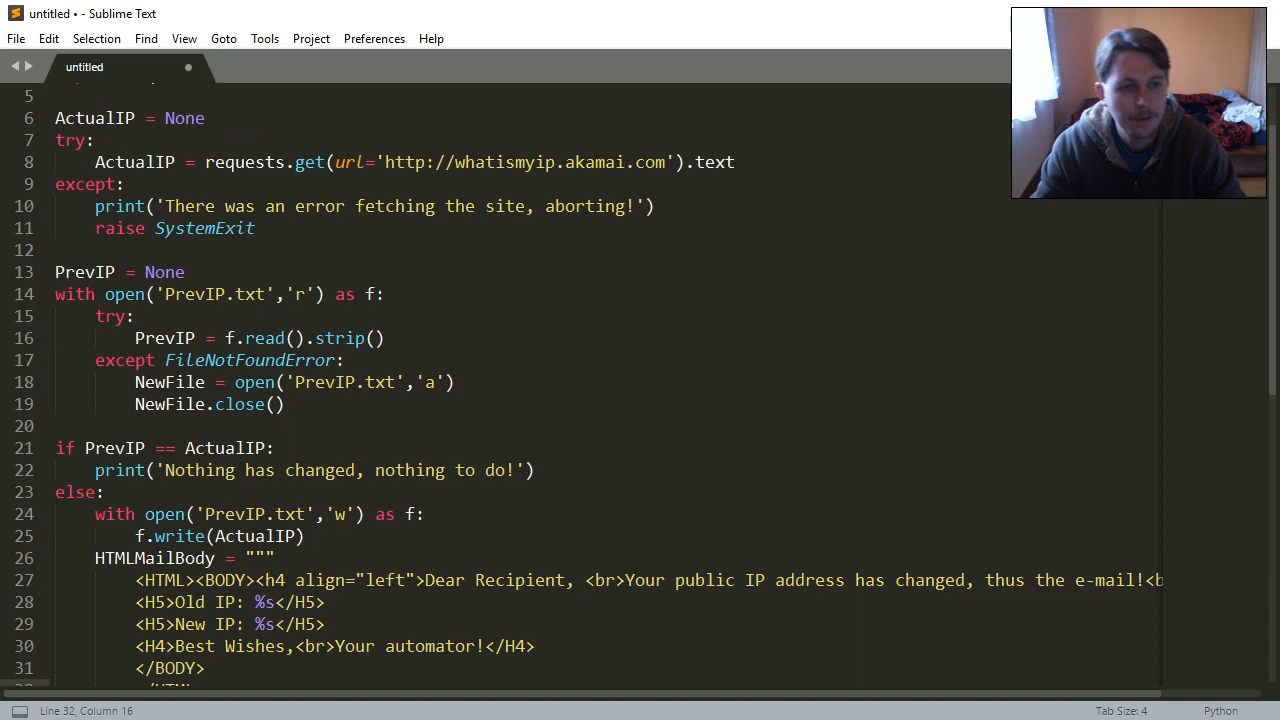 untitled • - Sublime Text
File Edit Selection Find View Goto Tools Project Preferences Help
untitled
5
6 ActualIP = None
7 try:
8 ActualIP = requests.get(url='http://whatismyip.akamai.com').text
9 except:
10 print('There was an error fetching the site, aborting!')
11 raise SystemExit
12
13 PrevIP = None
14 with open('PrevIP.txt','r') as f:
15 try:
16 PrevIP = f.read().strip()
17 except FileNotFoundError:
18 NewFile = open('PrevIP.txt','a')
19 NewFile.close()
20
21 if PrevIP == ActualIP:
22 print('Nothing has changed, nothing to do!')
23 else:
24 with open('PrevIP.txt','w') as f:
25 f.write(ActualIP)
26 HTMLMailBody = """
27 <HTML><BODY><h4 align="left">Dear Recipient, <br>Your public IP address has changed, thus the e-mail!<b
28 <H5>Old IP: %s</H5>
29 <H5>New IP: %s</H5>
30 <H4>Best Wishes,<br>Your automator!</H4>
31 </BODY>
Line 32, Column 16 Tab Size: 4 Python